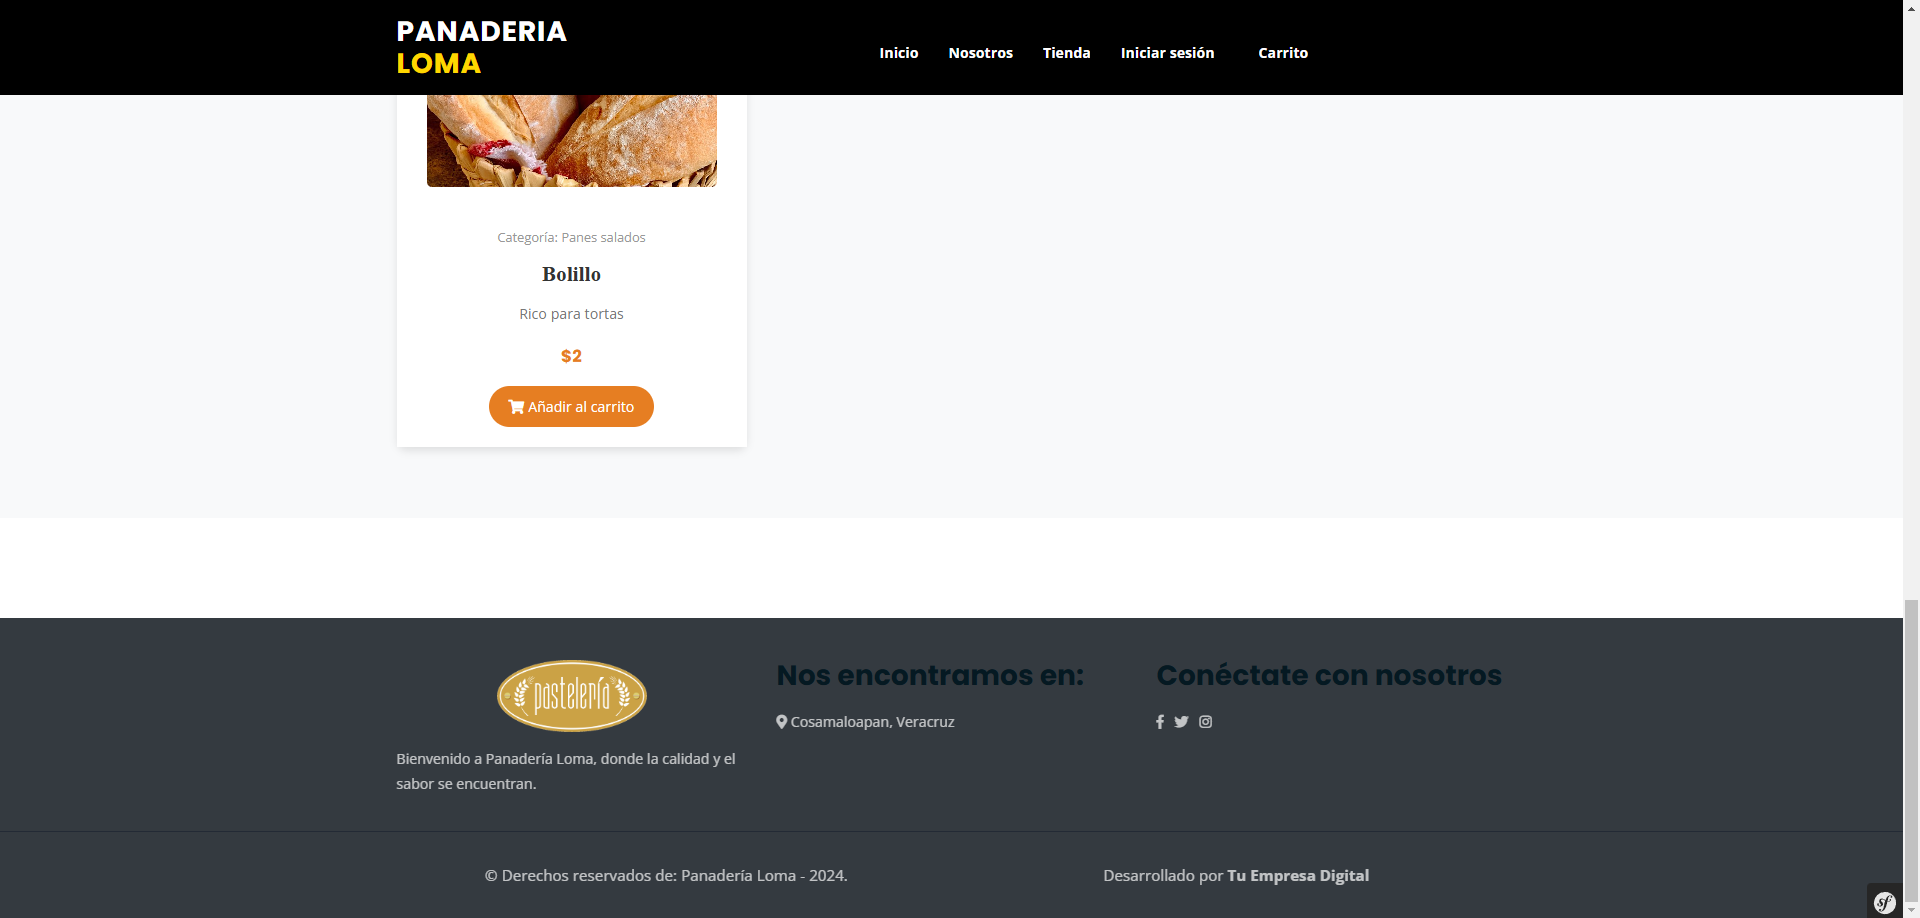 PANADERIA
LOMA
Inicio Nosotros Tienda Iniciar sesión Carrito
Categoría: Panes salados
Bolillo
Rico para tortas
$2
Añadir al carrito
pastelería
Bienvenido a Panadería Loma, donde la calidad y el
sabor se encuentran.
Nos encontramos en:
Cosamaloapan, Veracruz
Conéctate con nosotros
© Derechos reservados de: Panadería Loma - 2024.
Desarrollado por Tu Empresa Digital
sf